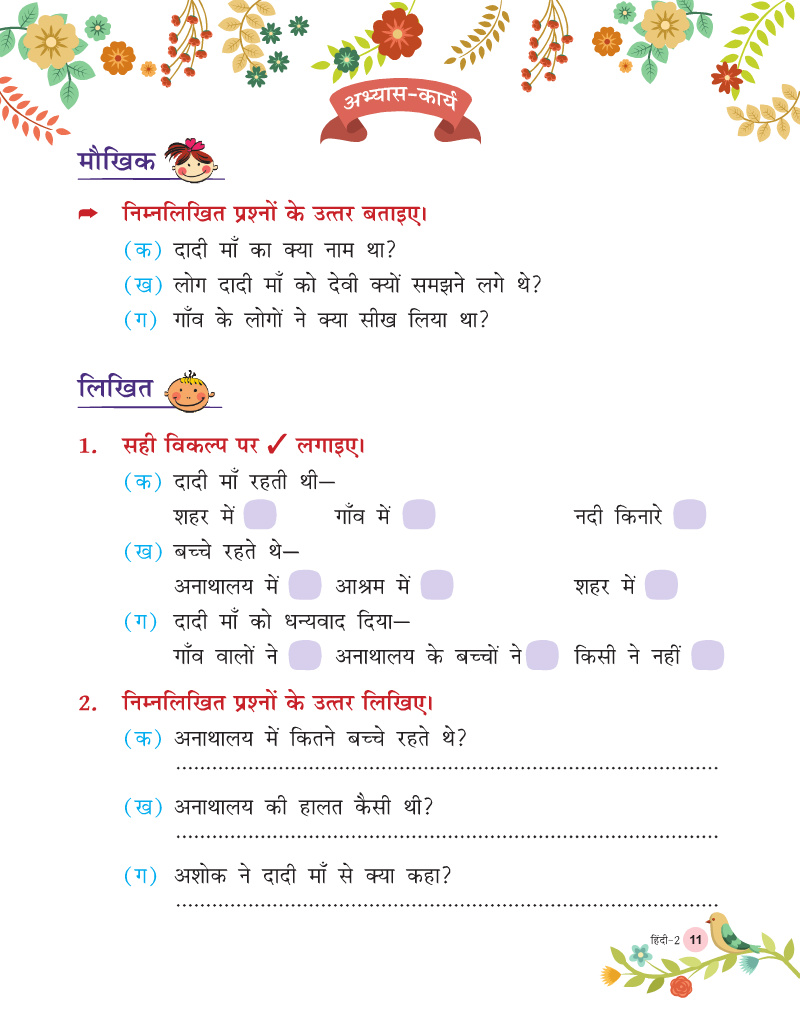 अभ्यास-कार्य
मौखिक
➡ निम्नलिखित प्रश्नों के उत्तर बताइए।
(क) दादी माँ का क्या नाम था?
(ख) लोग दादी माँ को देवी क्यों समझने लगे थे?
(ग) गाँव के लोगों ने क्या सीख लिया था?
लिखित
1. सही विकल्प पर ✓ लगाइए।
(क) दादी माँ रहती थी–
शहर में गाँव में नदी किनारे
(ख) बच्चे रहते थे–
अनाथालय में आश्रम में शहर में
(ग) दादी माँ को धन्यवाद दिया–
गाँव वालों ने अनाथालय के बच्चों ने किसी ने नहीं
2. निम्नलिखित प्रश्नों के उत्तर लिखिए।
(क) अनाथालय में कितने बच्चे रहते थे?
(ख) अनाथालय की हालत कैसी थी?
(ग) अशोक ने दादी माँ से क्या कहा?
हिंदी-2 11